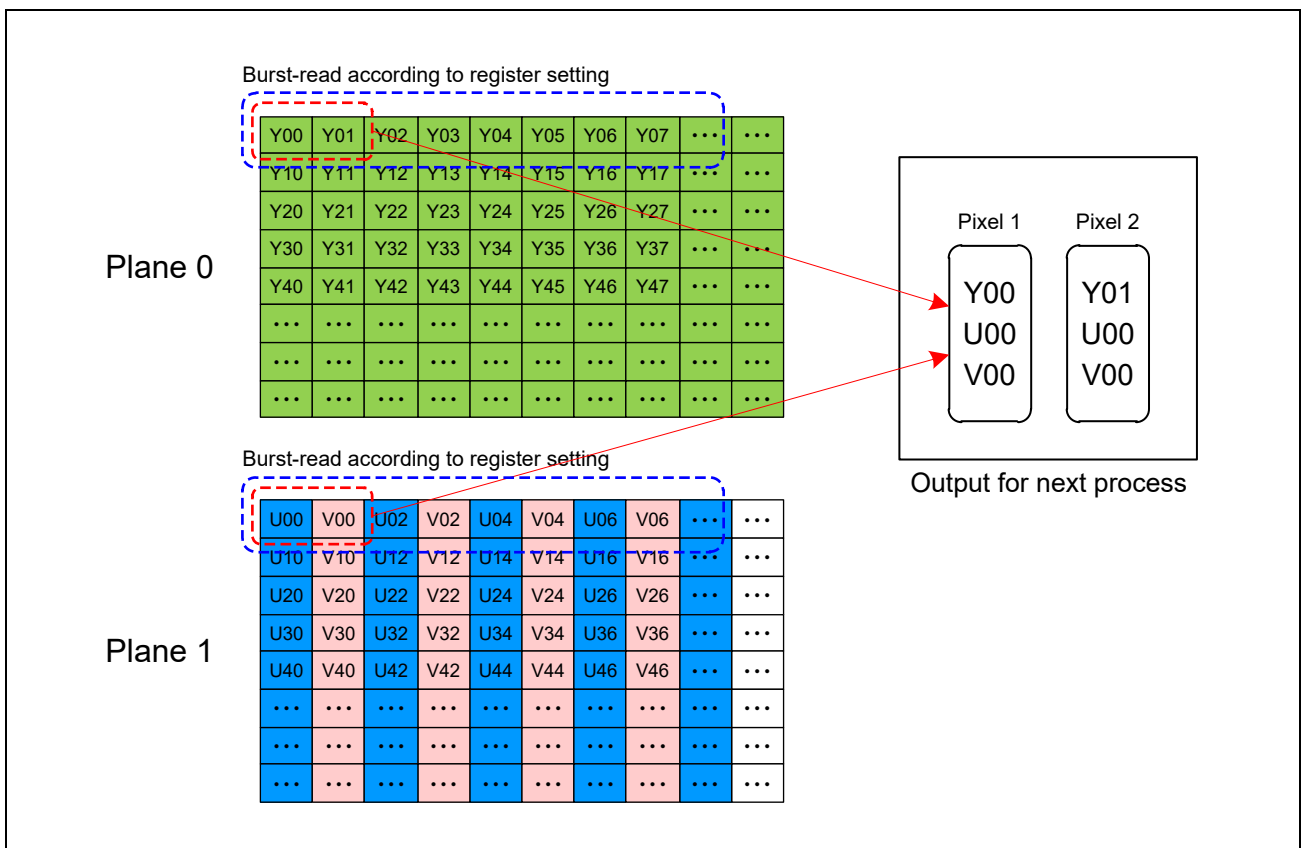 Burst-read according to register setting
Y00 Y01 Y02 Y03 Y04 Y05 Y06 Y07 ... ...
Y10 Y11 Y12 Y13 Y14 Y15 Y16 Y17 ... ...
Y20 Y21 Y22 Y23 Y24 Y25 Y26 Y27 ... ...
Y30 Y31 Y32 Y33 Y34 Y35 Y36 Y37 ... ...
Y40 Y41 Y42 Y43 Y44 Y45 Y46 Y47 ... ...
... ... ... ... ... ... ... ... ... ...
... ... ... ... ... ... ... ... ... ...
... ... ... ... ... ... ... ... ... ...
Plane 0
Pixel 1 Pixel 2
Y00 Y01
U00 U00
V00 V00
Output for next process
Burst-read according to register setting
U00 V00 U02 V02 U04 V04 U06 V06 ... ...
U10 V10 U12 V12 U14 V14 U16 V16 ... ...
U20 V20 U22 V22 U24 V24 U26 V26 ... ...
U30 V30 U32 V32 U34 V34 U36 V36 ... ...
U40 V40 U42 V42 U44 V44 U46 V46 ... ...
... ... ... ... ... ... ... ... ... ...
... ... ... ... ... ... ... ... ... ...
... ... ... ... ... ... ... ... ... ...
Plane 1